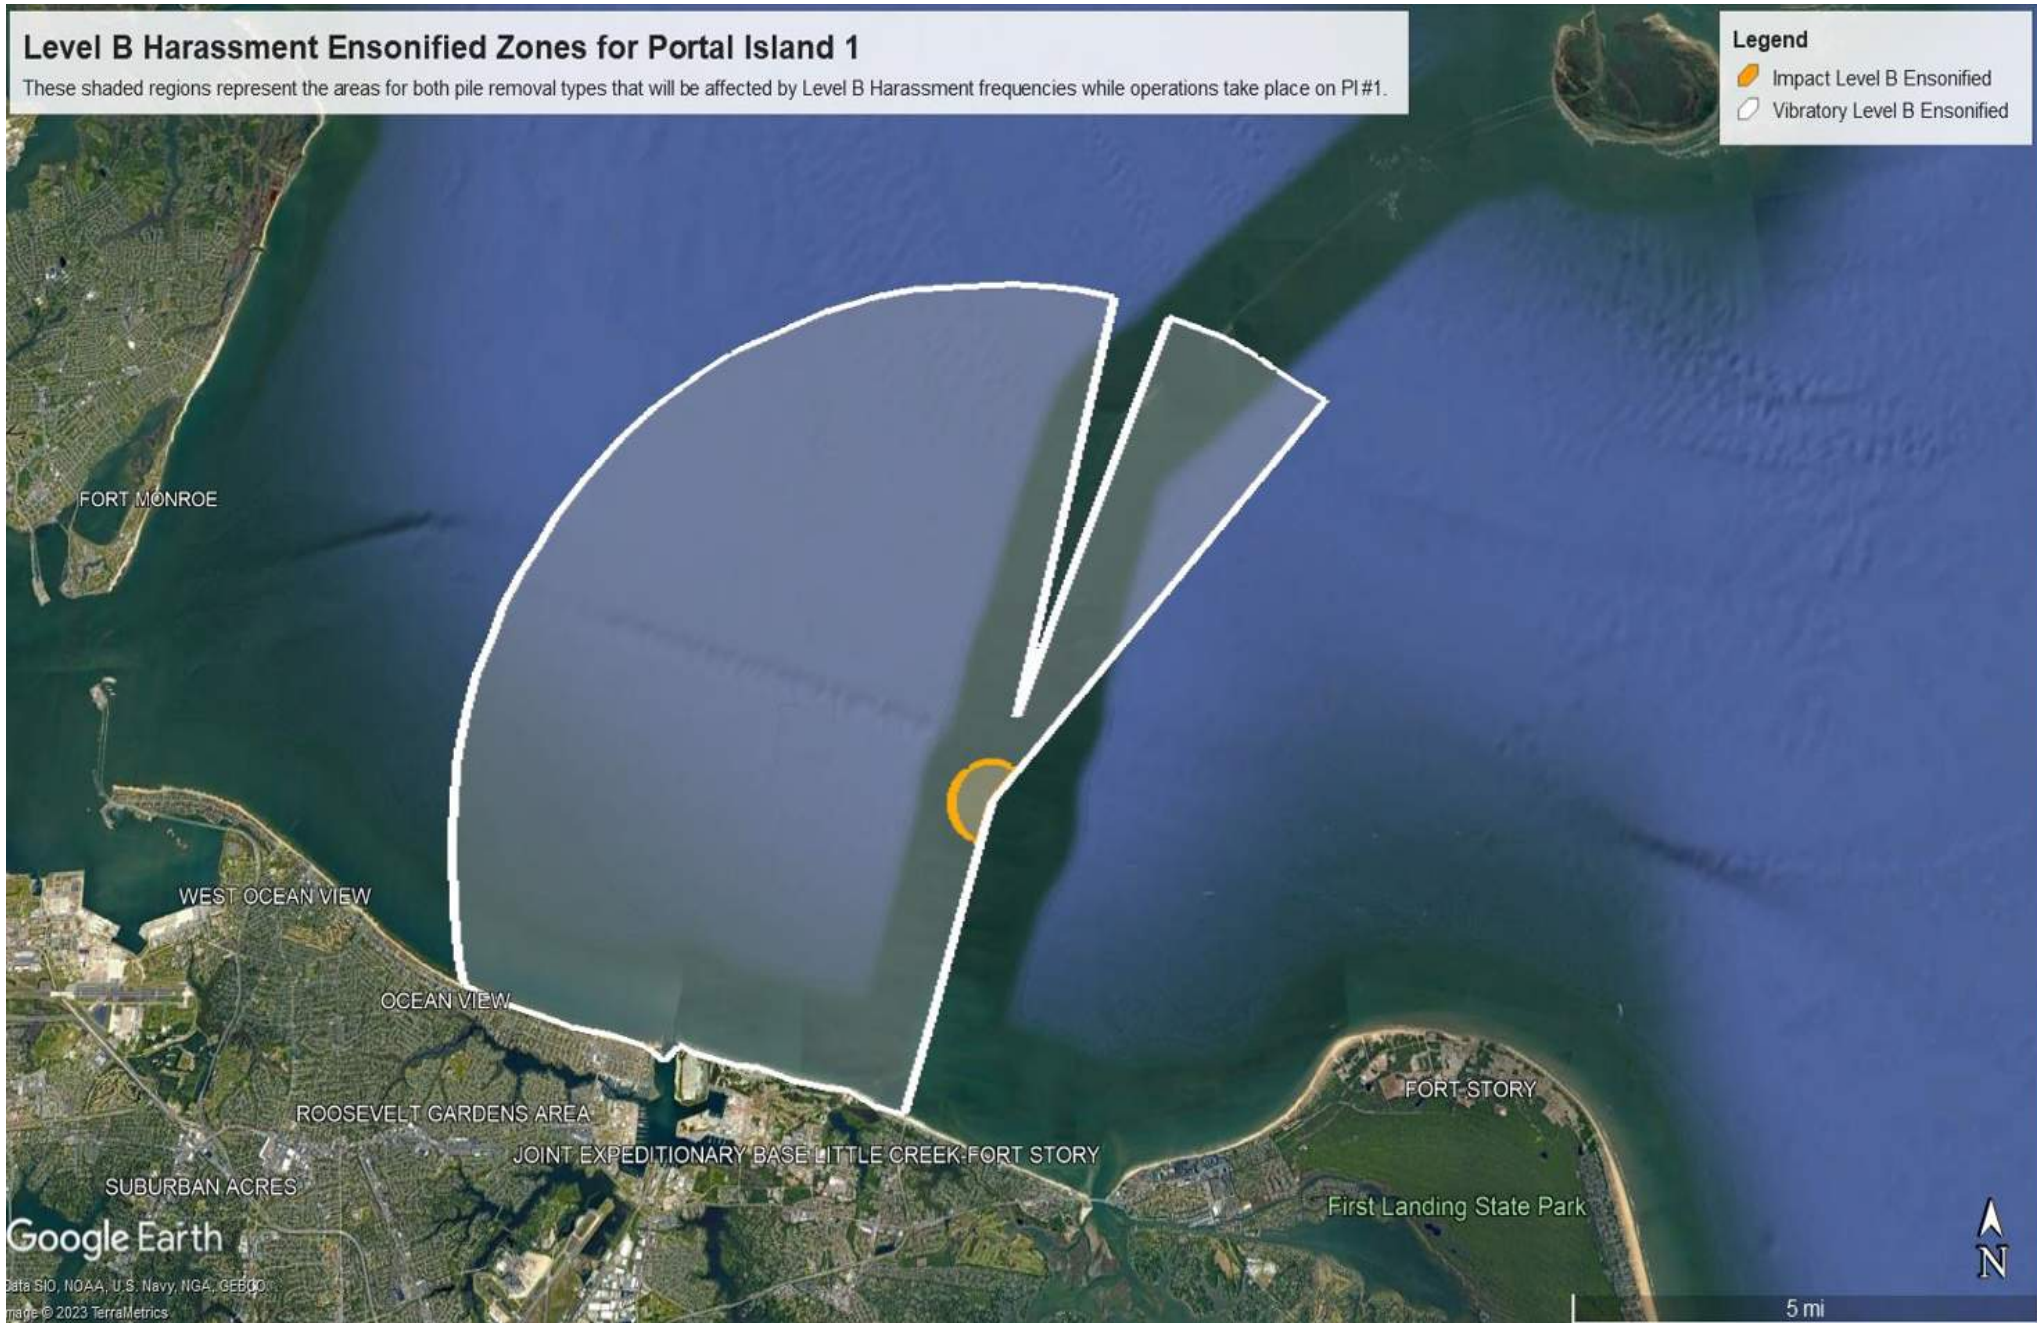 Level B Harassment Ensonified Zones for Portal Island 1
These shaded regions represent the areas for both pile removal types that will be affected by Level B Harassment frequencies while operations take place on PI#1.
Legend
Impact Level B Ensonified
Vibratory Level B Ensonified
FORT MONROE
WEST OCEAN VIEW
OCEAN VIEW
FORT STORY
ROOSEVELT GARDENS AREA
JOINT EXPEDITIONARY BASE LITTLE CREEK-FORT STORY
SUBURBAN ACRES
First Landing State Park
Google Earth
N
Data SIO, NOAA, U.S. Navy, NGA, GEBCO
Image © 2023 TerraMetrics
5 mi